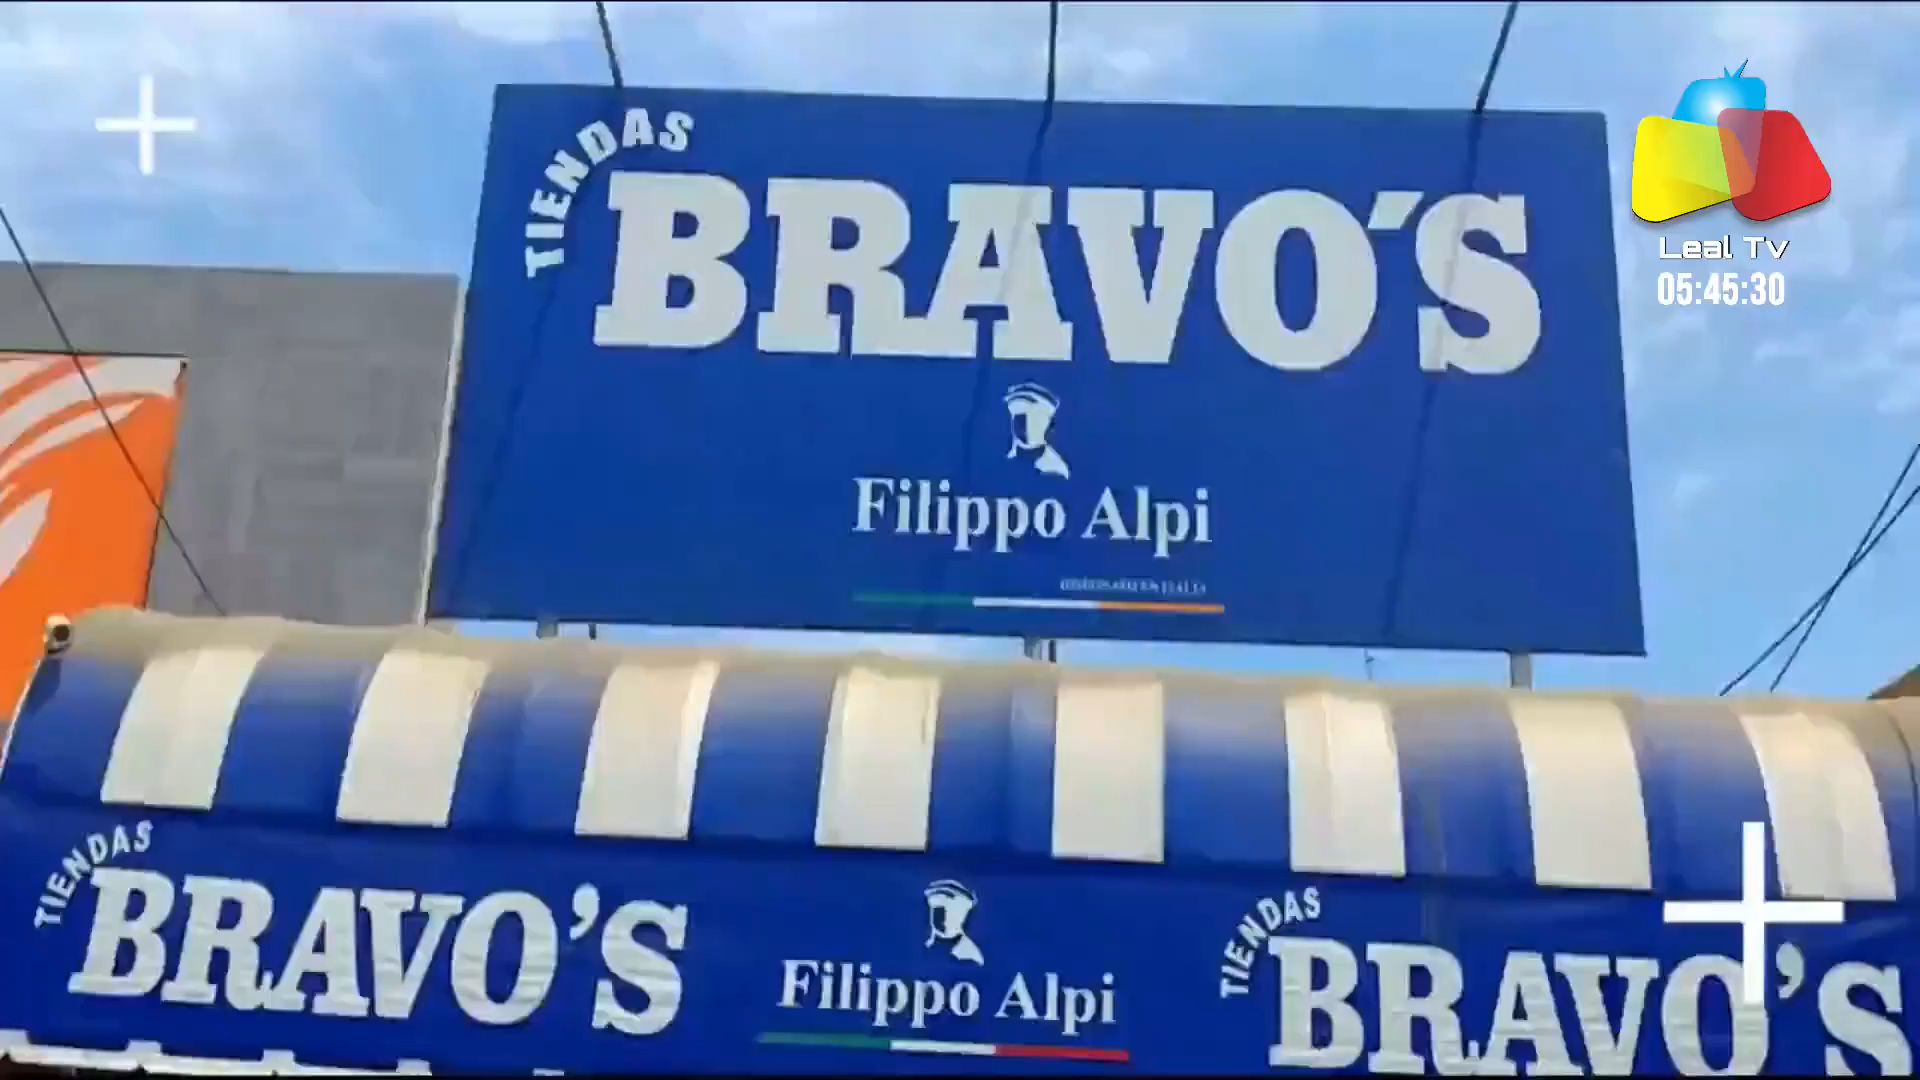 TIENDAS
BRAVO'S
Filippo Alpi
Leal Tv
05:45:30
TIENDAS
BRAVO'S
Filippo Alpi
TIENDAS
BRAVO'S